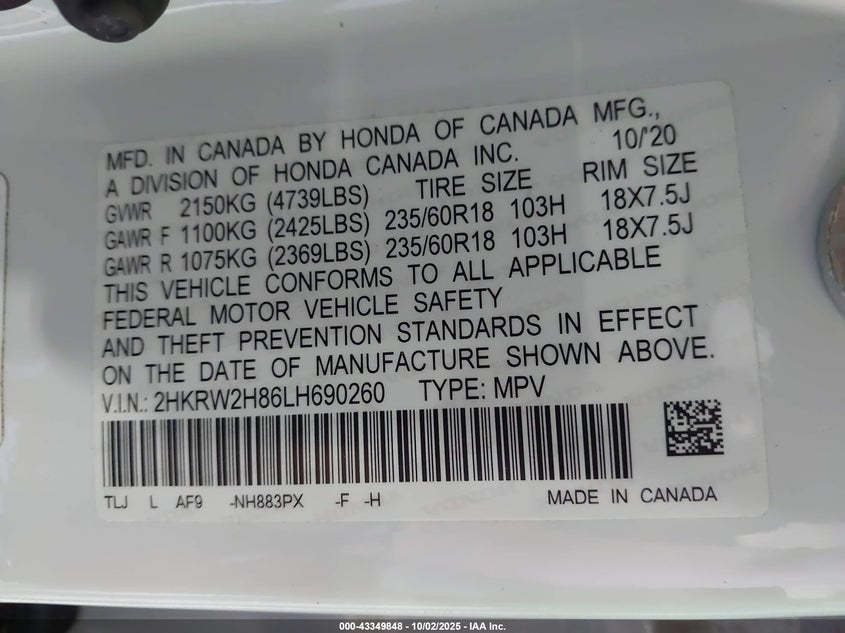 MFD. IN CANADA BY HONDA OF CANADA MFG.,
A DIVISION OF HONDA CANADA INC. 10/'20
GVWR 2150KG (4739LBS) TIRE SIZE RIM SIZE
GAWR F 1100KG (2425LBS) 235/60R18 103H 18X7.5J
GAWR R 1075KG (2369LBS) 235/60R18 103H 18X7.5J
THIS VEHICLE CONFORMS TO ALL APPLICABLE
FEDERAL MOTOR VEHICLE SAFETY
AND THEFT PREVENTION STANDARDS IN EFFECT
ON THE DATE OF MANUFACTURE SHOWN ABOVE.
V.I.N.: 2HKRW2H86LH690260 TYPE: MPV
TLJ L AF9 -NH883PX -F -H MADE IN CANADA
000-43349848 - 10/02/2025 - IAA Inc.